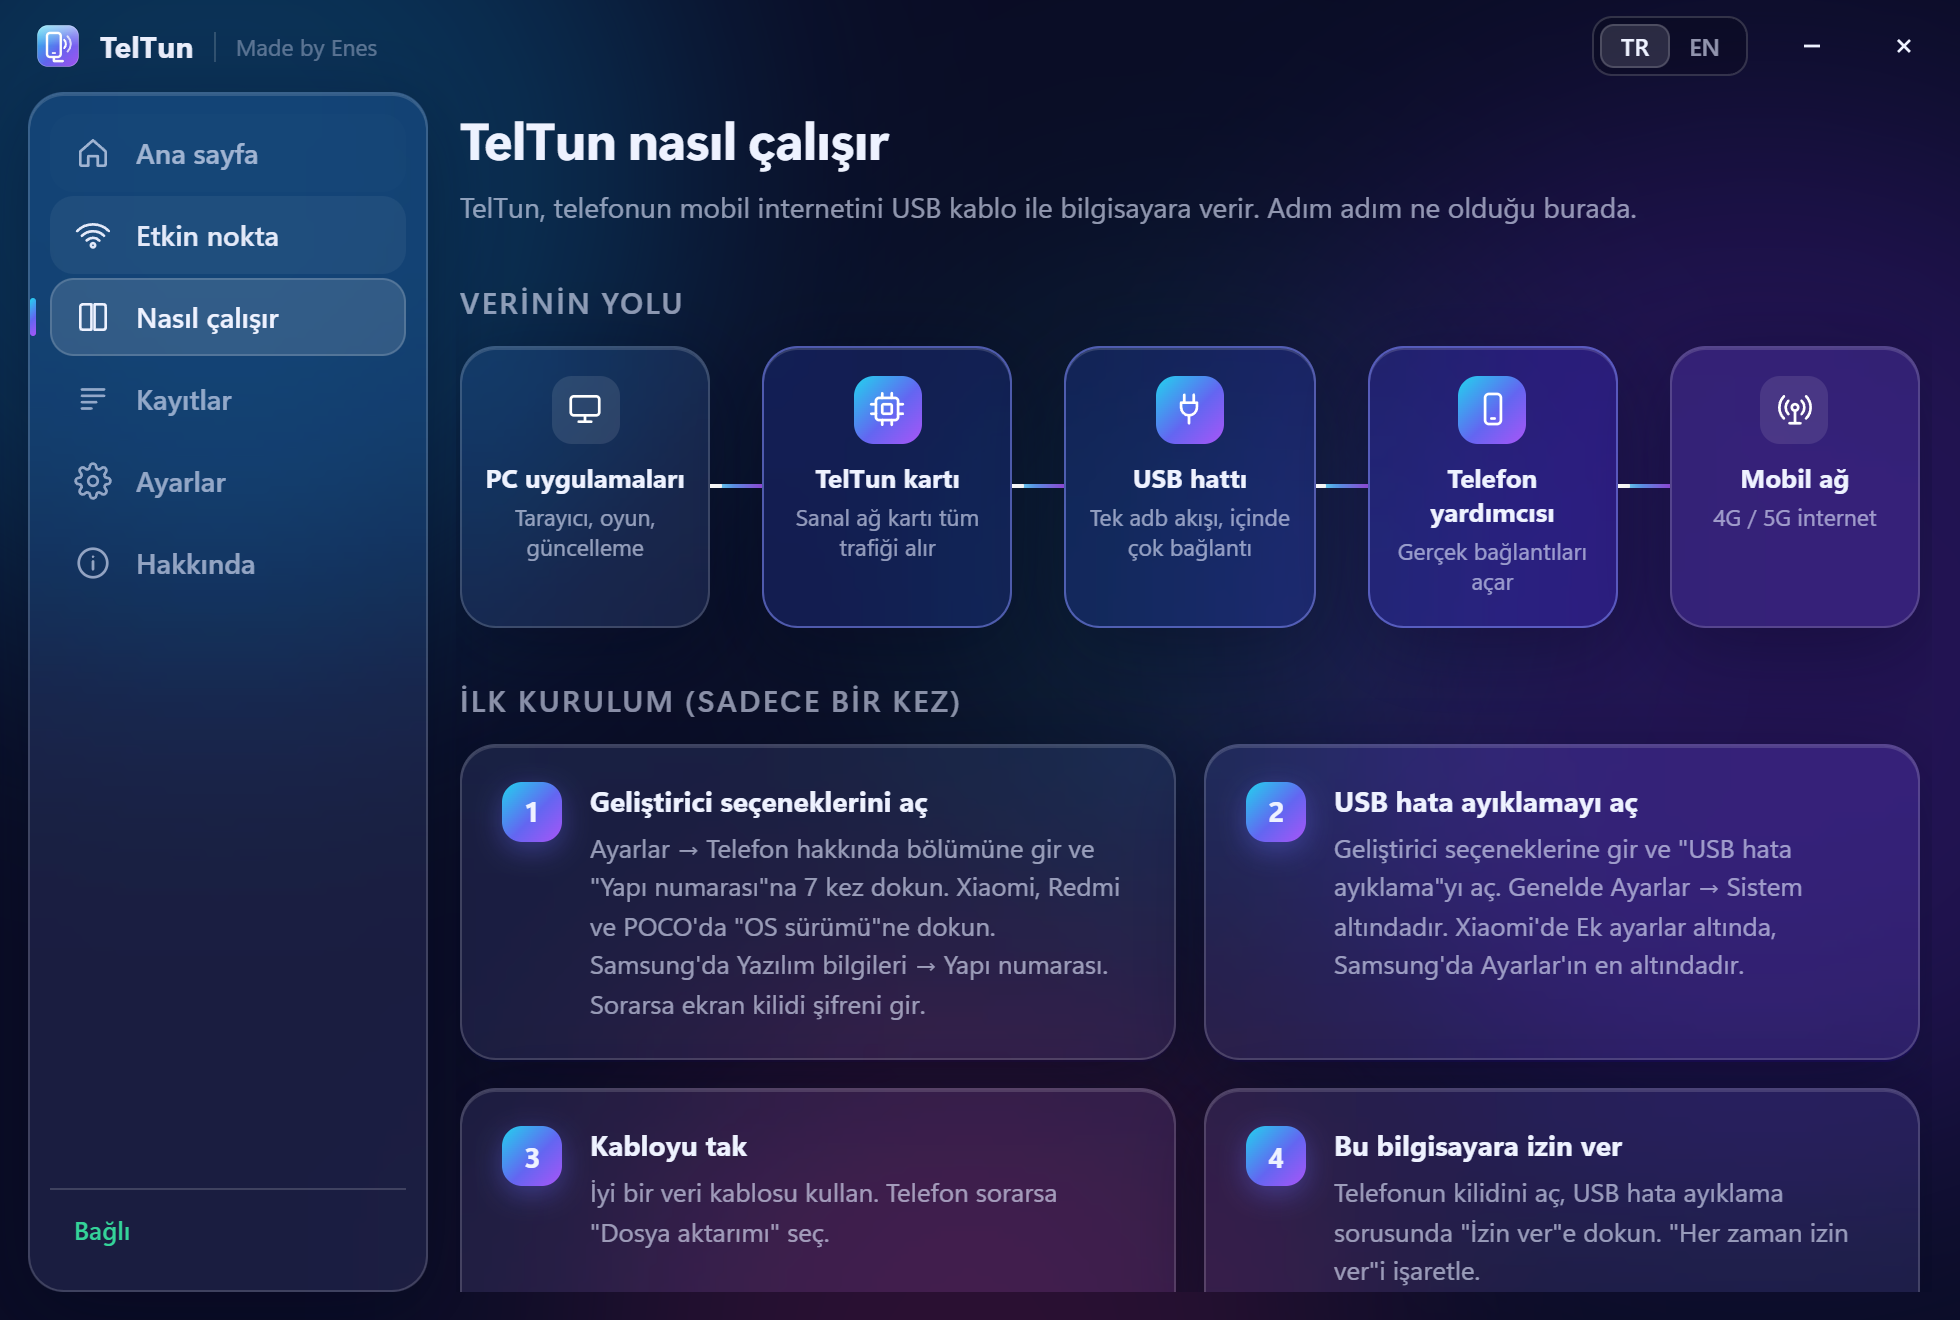 TelTun
Made by Enes
TR
EN
Ana sayfa
Etkin nokta
Nasıl çalışır
Kayıtlar
Ayarlar
Hakkında
Bağlı
TelTun nasıl çalışır
TelTun, telefonun mobil internetini USB kablo ile bilgisayara verir. Adım adım ne olduğu burada.
VERİNİN YOLU
PC uygulamaları
Tarayıcı, oyun,
güncelleme
TelTun kartı
Sanal ağ kartı tüm
trafiği alır
USB hattı
Tek adb akışı, içinde
çok bağlantı
Telefon
yardımcısı
Gerçek bağlantıları
açar
Mobil ağ
4G / 5G internet
İLK KURULUM (SADECE BİR KEZ)
1
Geliştirici seçeneklerini aç
Ayarlar → Telefon hakkında bölümüne gir ve
"Yapı numarası"na 7 kez dokun. Xiaomi, Redmi
ve POCO'da "OS sürümü"ne dokun.
Samsung'da Yazılım bilgileri → Yapı numarası.
Sorarsa ekran kilidi şifreni gir.
2
USB hata ayıklamayı aç
Geliştirici seçeneklerine gir ve "USB hata
ayıklama"yı aç. Genelde Ayarlar → Sistem
altındadır. Xiaomi'de Ek ayarlar altında,
Samsung'da Ayarlar'ın en altındadır.
3
Kabloyu tak
İyi bir veri kablosu kullan. Telefon sorarsa
"Dosya aktarımı" seç.
4
Bu bilgisayara izin ver
Telefonun kilidini aç, USB hata ayıklama
sorusunda "İzin ver"e dokun. "Her zaman izin
ver"i işaretle.